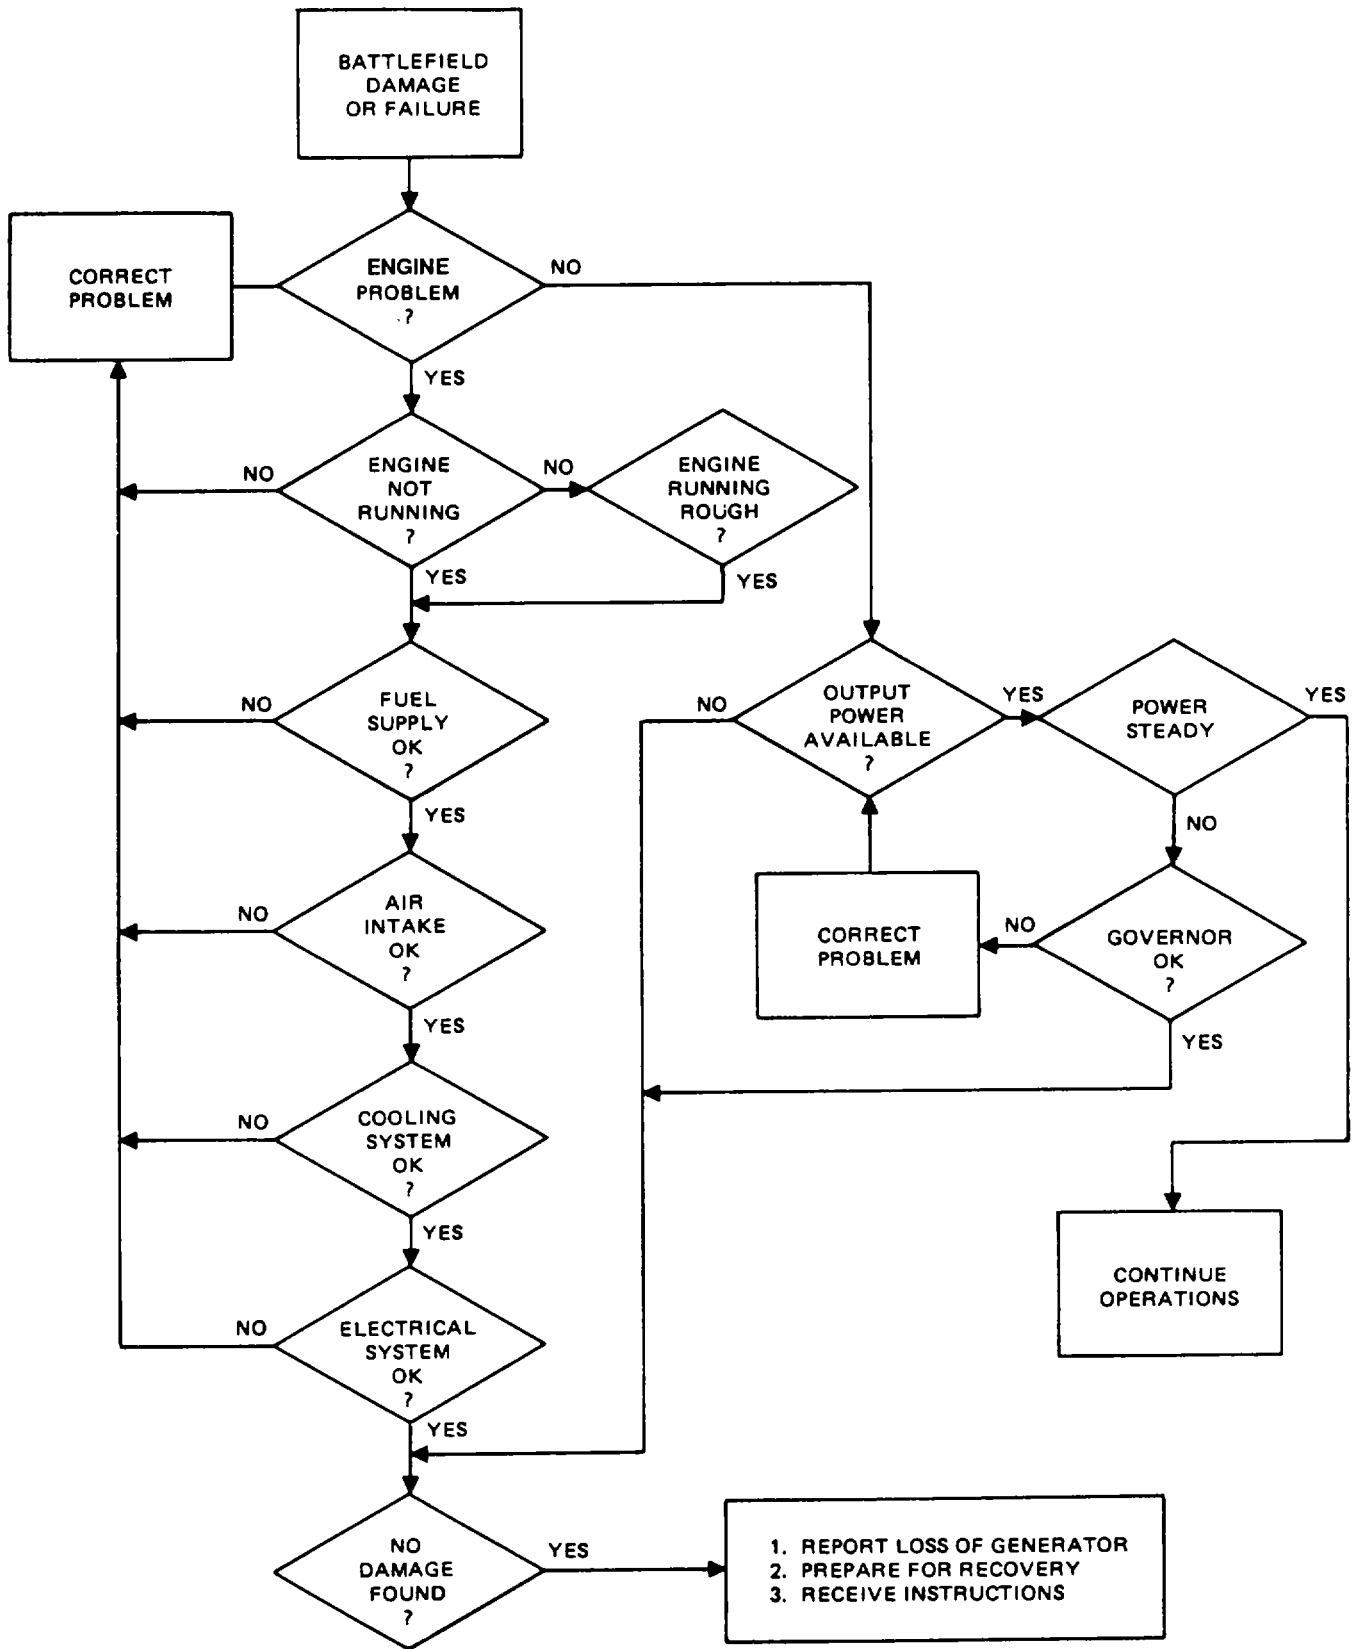 BATTLEFIELD
DAMAGE
OR FAILURE
CORRECT
PROBLEM
ENGINE
PROBLEM
?
NO
YES
NO
ENGINE
NOT
RUNNING
?
NO
ENGINE
RUNNING
ROUGH
?
YES
YES
NO
FUEL
SUPPLY
OK
?
YES
NO
OUTPUT
POWER
AVAILABLE
?
YES
POWER
STEADY
YES
NO
NO
AIR
INTAKE
OK
?
YES
CORRECT
PROBLEM
NO
GOVERNOR
OK
?
YES
NO
COOLING
SYSTEM
OK
?
YES
CONTINUE
OPERATIONS
NO
ELECTRICAL
SYSTEM
OK
?
YES
NO
DAMAGE
FOUND
?
YES
1. REPORT LOSS OF GENERATOR
2. PREPARE FOR RECOVERY
3. RECEIVE INSTRUCTIONS